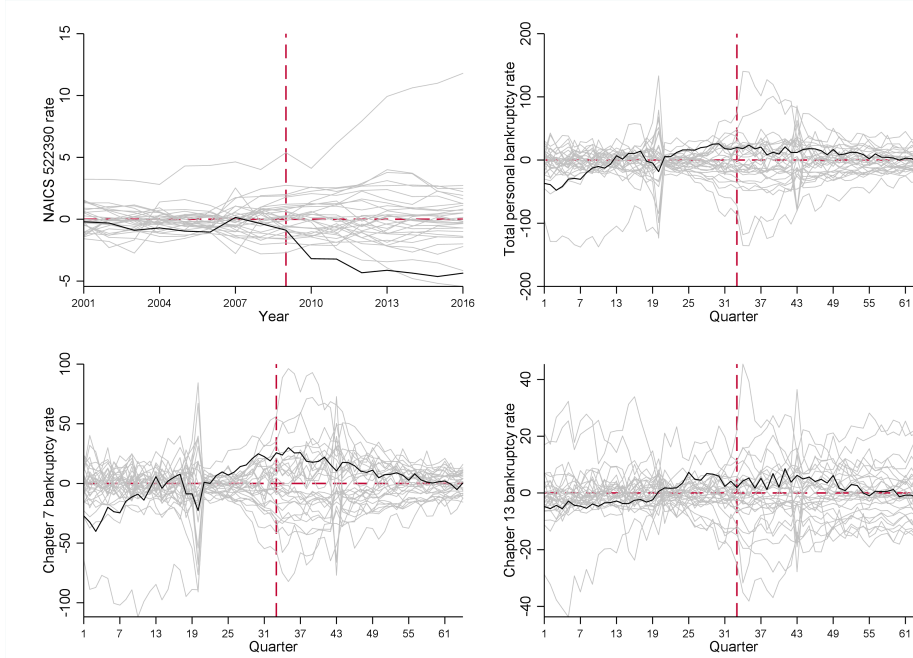 NAICS 522390 rate
15
10
5
0
-5
2001 2004 2007 2010 2013 2016
Year
Total personal bankruptcy rate
200
100
0
-100
-200
1 7 13 19 25 31 37 43 49 55 61
Quarter
Chapter 7 bankruptcy rate
100
50
0
-50
-100
1 7 13 19 25 31 37 43 49 55 61
Quarter
Chapter 13 bankruptcy rate
40
20
0
-20
-40
1 7 13 19 25 31 37 43 49 55 61
Quarter